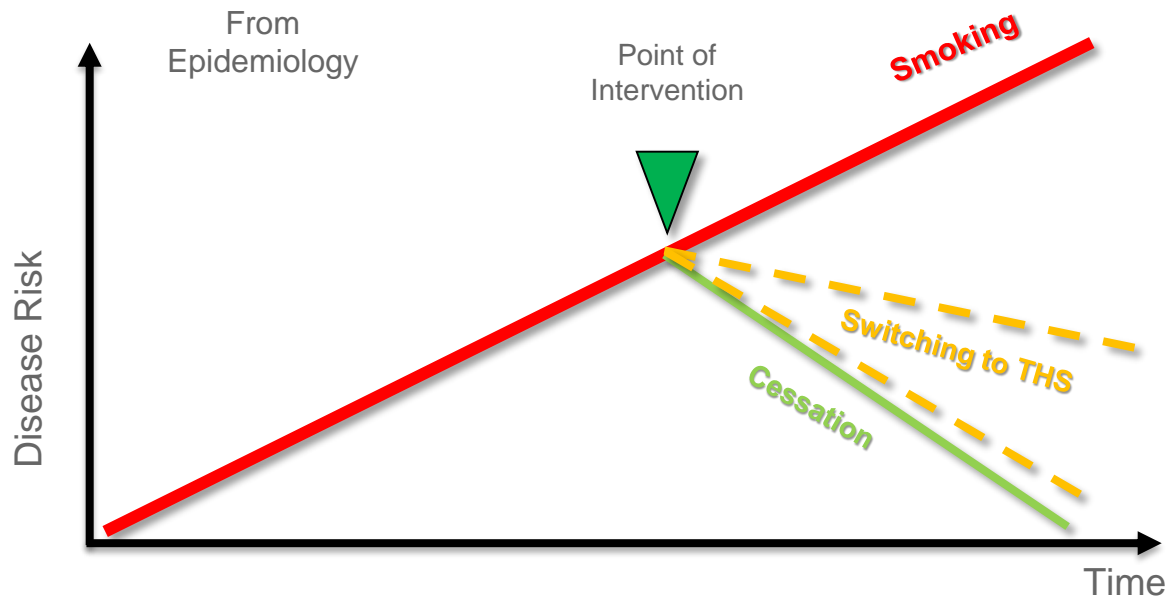 From
Epidemiology
Point of
Intervention
Smoking
Switching to THS
Cessation
Disease Risk
Time